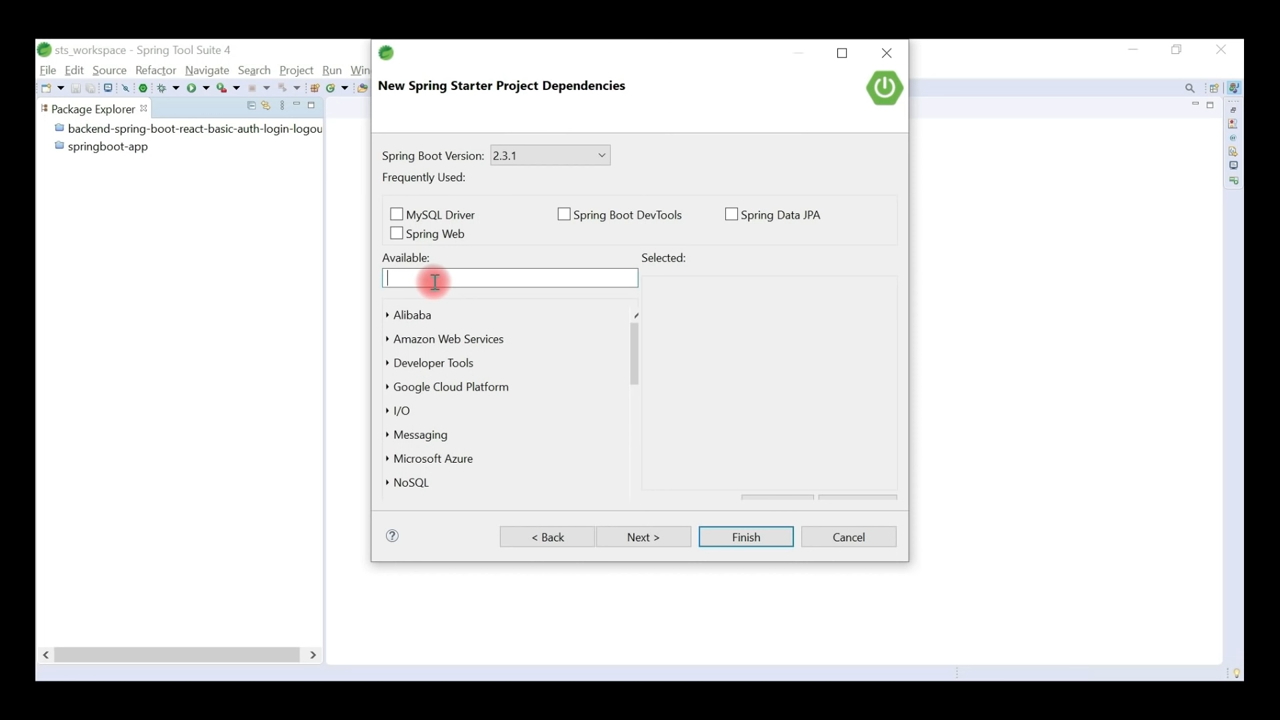 sts_workspace - Spring Tool Suite 4
File Edit Source Refactor Navigate Search Project Run Win
Package Explorer
backend-spring-boot-react-basic-auth-login-logou
springboot-app
New Spring Starter Project Dependencies
Spring Boot Version: 2.3.1
Frequently Used:
MySQL Driver Spring Boot DevTools Spring Data JPA
Spring Web
Available: Selected:
Alibaba
Amazon Web Services
Developer Tools
Google Cloud Platform
I/O
Messaging
Microsoft Azure
NoSQL
< Back Next > Finish Cancel